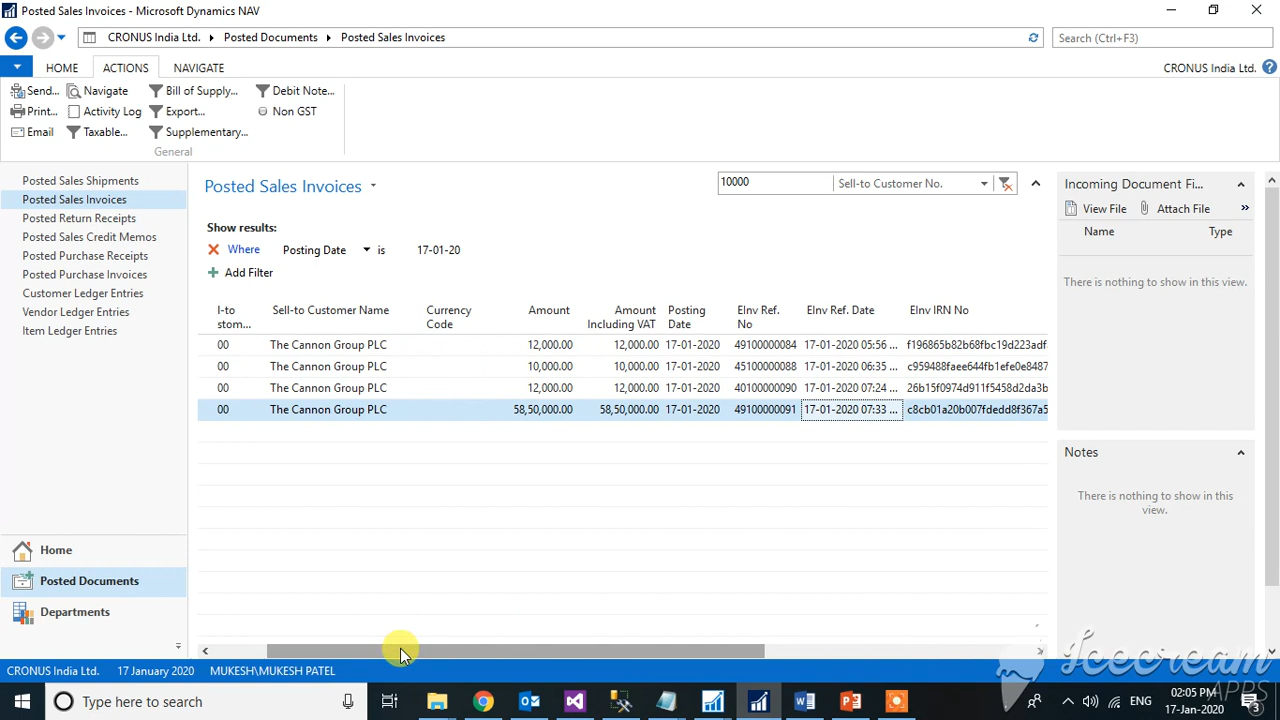 Posted Sales Invoices - Microsoft Dynamics NAV
CRONUS India Ltd. Posted Documents Posted Sales Invoices
Search (Ctrl+F3)
HOME ACTIONS NAVIGATE
CRONUS India Ltd.
Send... Navigate Bill of Supply... Debit Note...
Print... Activity Log Export... Non GST
Email Taxable... Supplementary...
General
Posted Sales Shipments
Posted Sales Invoices
Posted Return Receipts
Posted Sales Credit Memos
Posted Purchase Receipts
Posted Purchase Invoices
Customer Ledger Entries
Vendor Ledger Entries
Item Ledger Entries
Home
Posted Documents
Departments
Posted Sales Invoices
10000 Sell-to Customer No.
Show results:
Where Posting Date is 17-01-20
Add Filter
l-to stom... Sell-to Customer Name Currency Code Amount Amount Including VAT Posting Date EInv Ref. No EInv Ref. Date EInv IRN No
00 The Cannon Group PLC 12,000.00 12,000.00 17-01-2020 49100000084 17-01-2020 05:56 ... f196865b82b68fbc19d223adf
00 The Cannon Group PLC 10,000.00 10,000.00 17-01-2020 45100000088 17-01-2020 06:35 ... c959488faee644fb1efe0e8487
00 The Cannon Group PLC 12,000.00 12,000.00 17-01-2020 40100000090 17-01-2020 07:24 ... 26b15f0974d911f5458d2da3b
00 The Cannon Group PLC 58,50,000.00 58,50,000.00 17-01-2020 49100000091 17-01-2020 07:33 ... c8cb01a20b007fdedd8f367a5
Incoming Document Fi...
View File Attach File
Name Type
There is nothing to show in this view.
Notes
There is nothing to show in this
view.
CRONUS India Ltd. 17 January 2020 MUKESH\MUKESH PATEL
Icecream
APPS
Type here to search
ENG
02:05 PM
17-Jan-2020
3